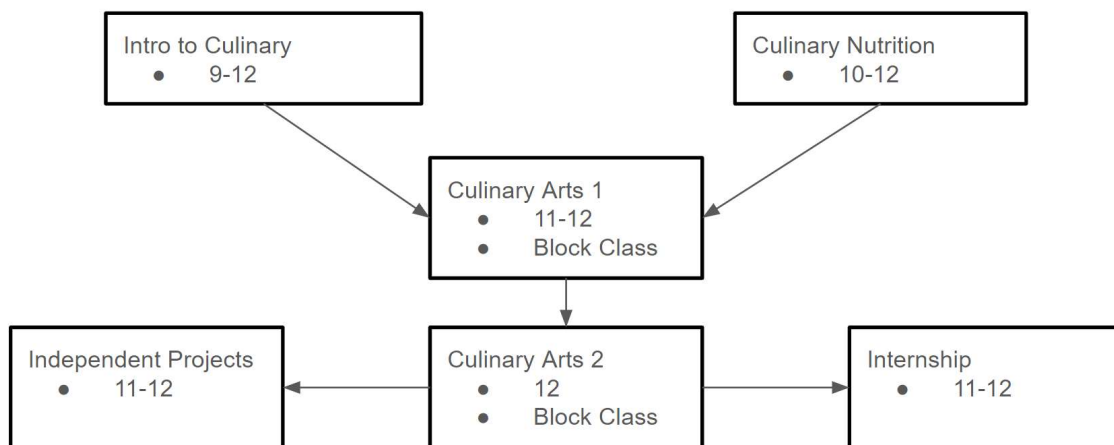 Intro to Culinary
● 9-12
Culinary Nutrition
● 10-12
Culinary Arts 1
● 11-12
● Block Class
Independent Projects
● 11-12
Culinary Arts 2
● 12
● Block Class
Internship
● 11-12